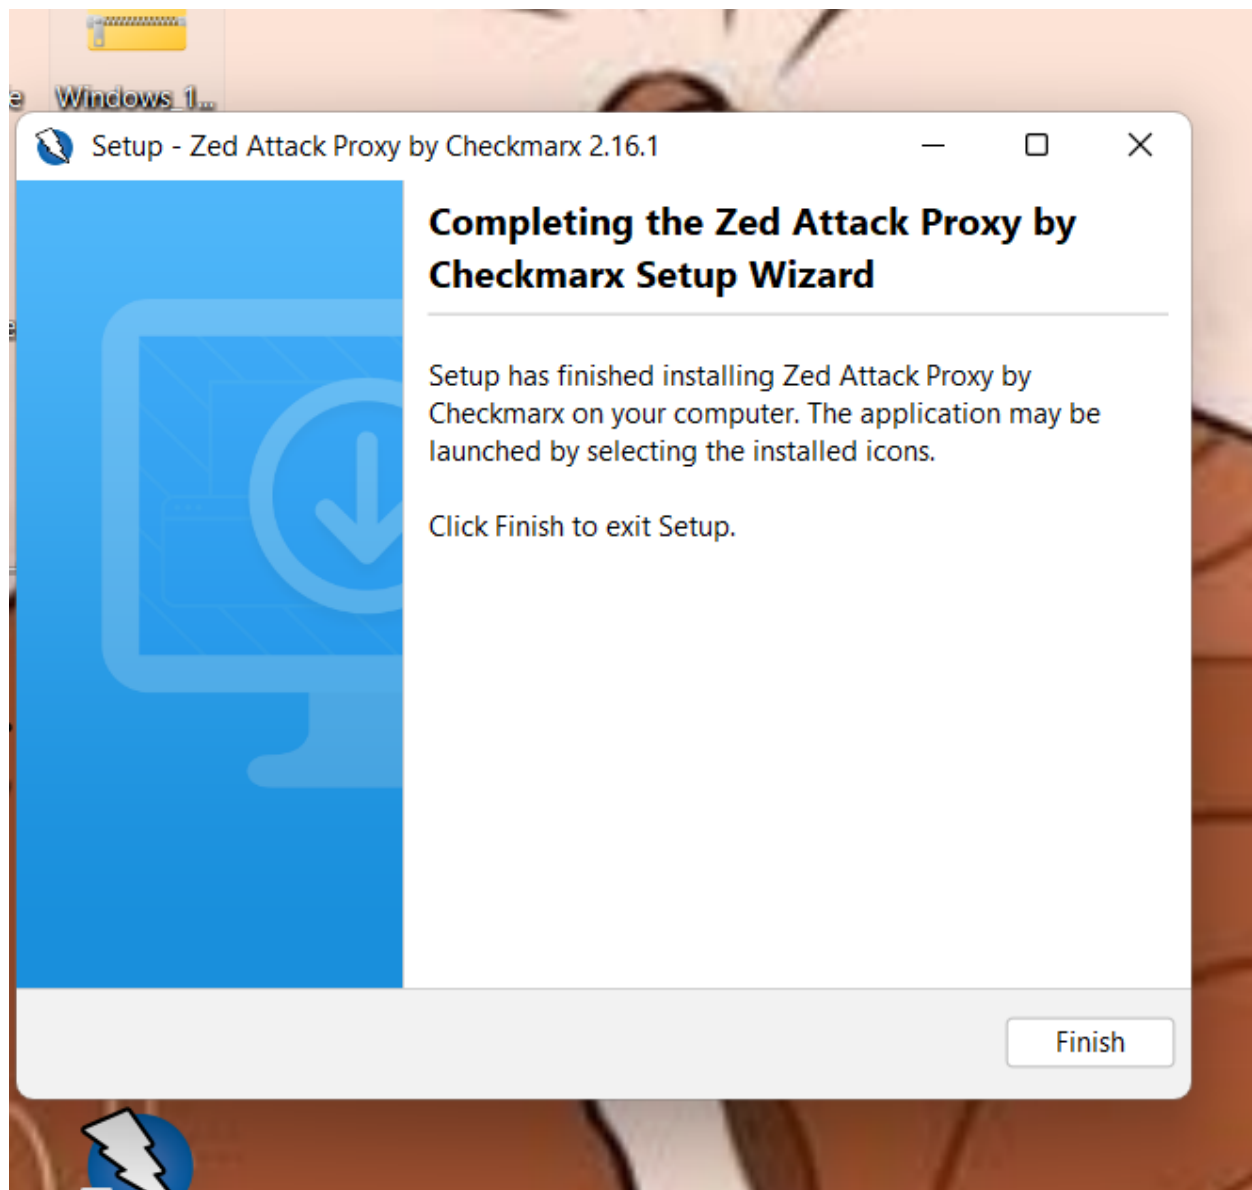 Windows_1...
Setup - Zed Attack Proxy by Checkmarx 2.16.1
Completing the Zed Attack Proxy by
Checkmarx Setup Wizard
Setup has finished installing Zed Attack Proxy by
Checkmarx on your computer. The application may be
launched by selecting the installed icons.
Click Finish to exit Setup.
Finish